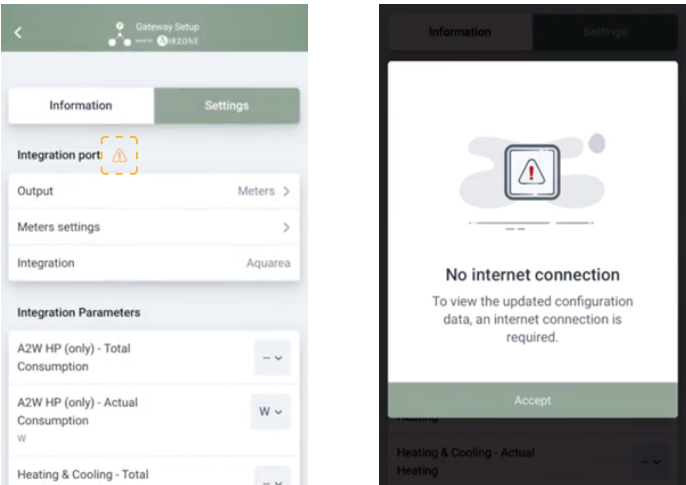 Gateway Setup
AIRZONE
Information
Settings
Integration port
Output
Meters
Meters settings
Integration
Aquarea
Integration Parameters
A2W HP (only) - Total
Consumption
–
A2W HP (only) - Actual
Consumption
W
W
Heating & Cooling - Total
–
Information
Settings
No internet connection
To view the updated configuration
data, an internet connection is
required.
Accept
Heating
Heating & Cooling - Actual
Heating
–